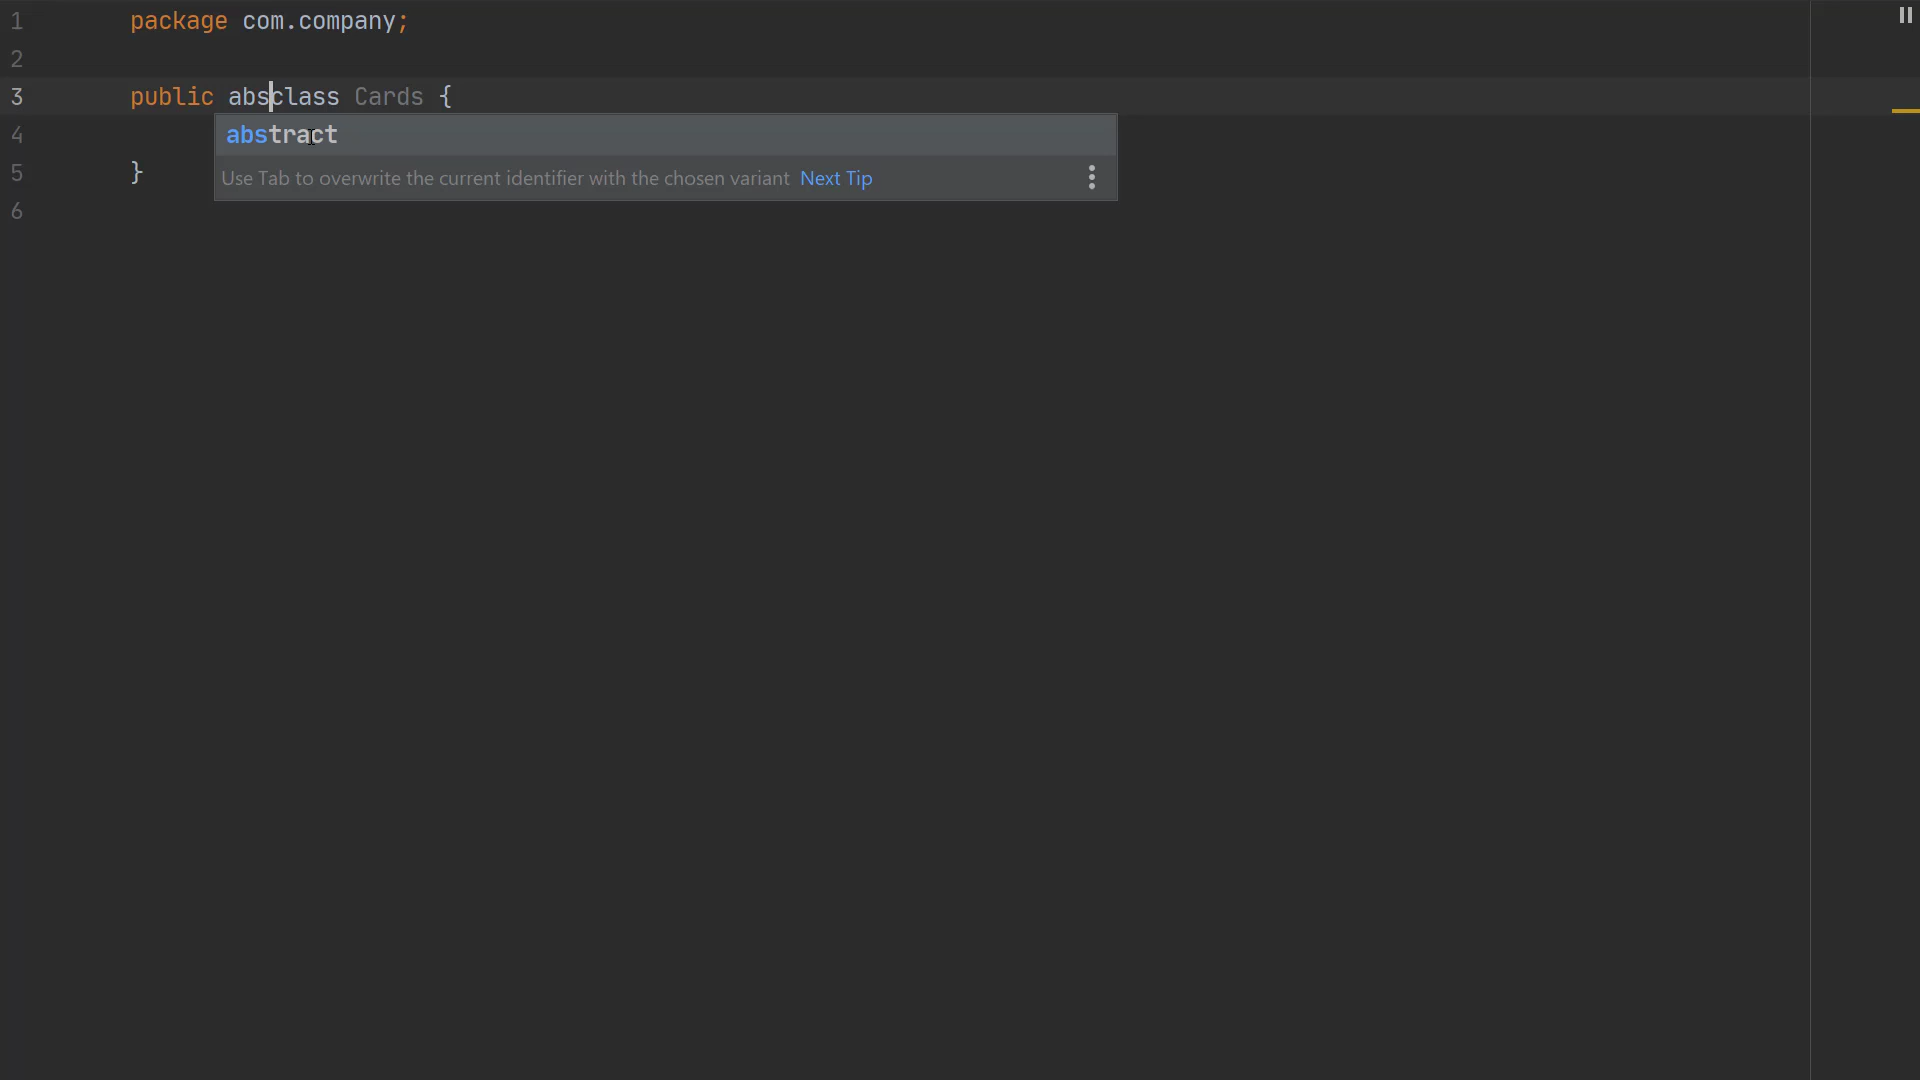 1 package com.company;
2
3 public absclass Cards {
abstract
4
Use Tab to overwrite the current identifier with the chosen variant Next Tip
5 }
6